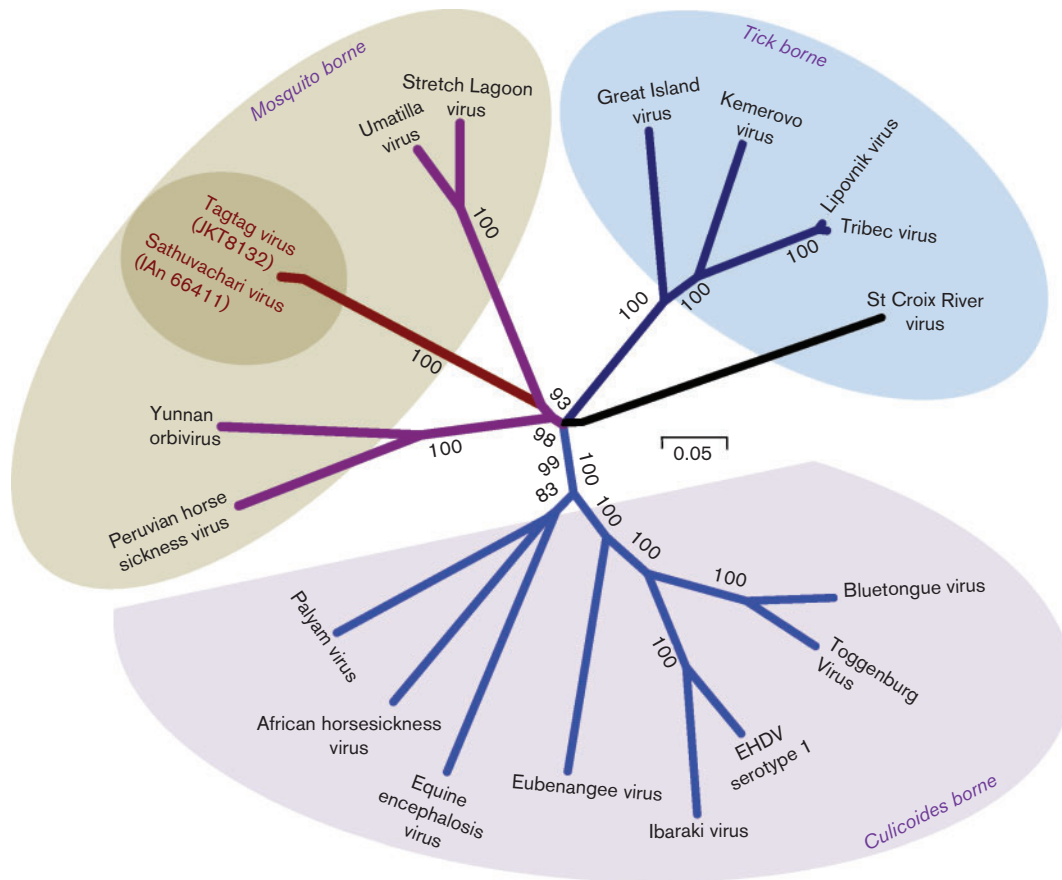 Mosquito borne
Stretch Lagoon
virus
Umatilla
virus
100
Tagtag virus
(JKT8132)
Sathuvachari virus
(IAn 66411)
100
Yunnan
orbivirus
100
Peruvian horse
sickness virus
Tick borne
Great Island
virus
Kemerovo
virus
Lipovnik virus
Tribec virus
100
100
100
St Croix River
virus
93
98
99
83
100
100
100
100
100
0.05
Bluetongue virus
Toggenburg
Virus
EHDV
serotype 1
Ibaraki virus
Eubenangee virus
Equine
encephalosis
virus
African horsesickness
virus
Palyam virus
Culicoides borne